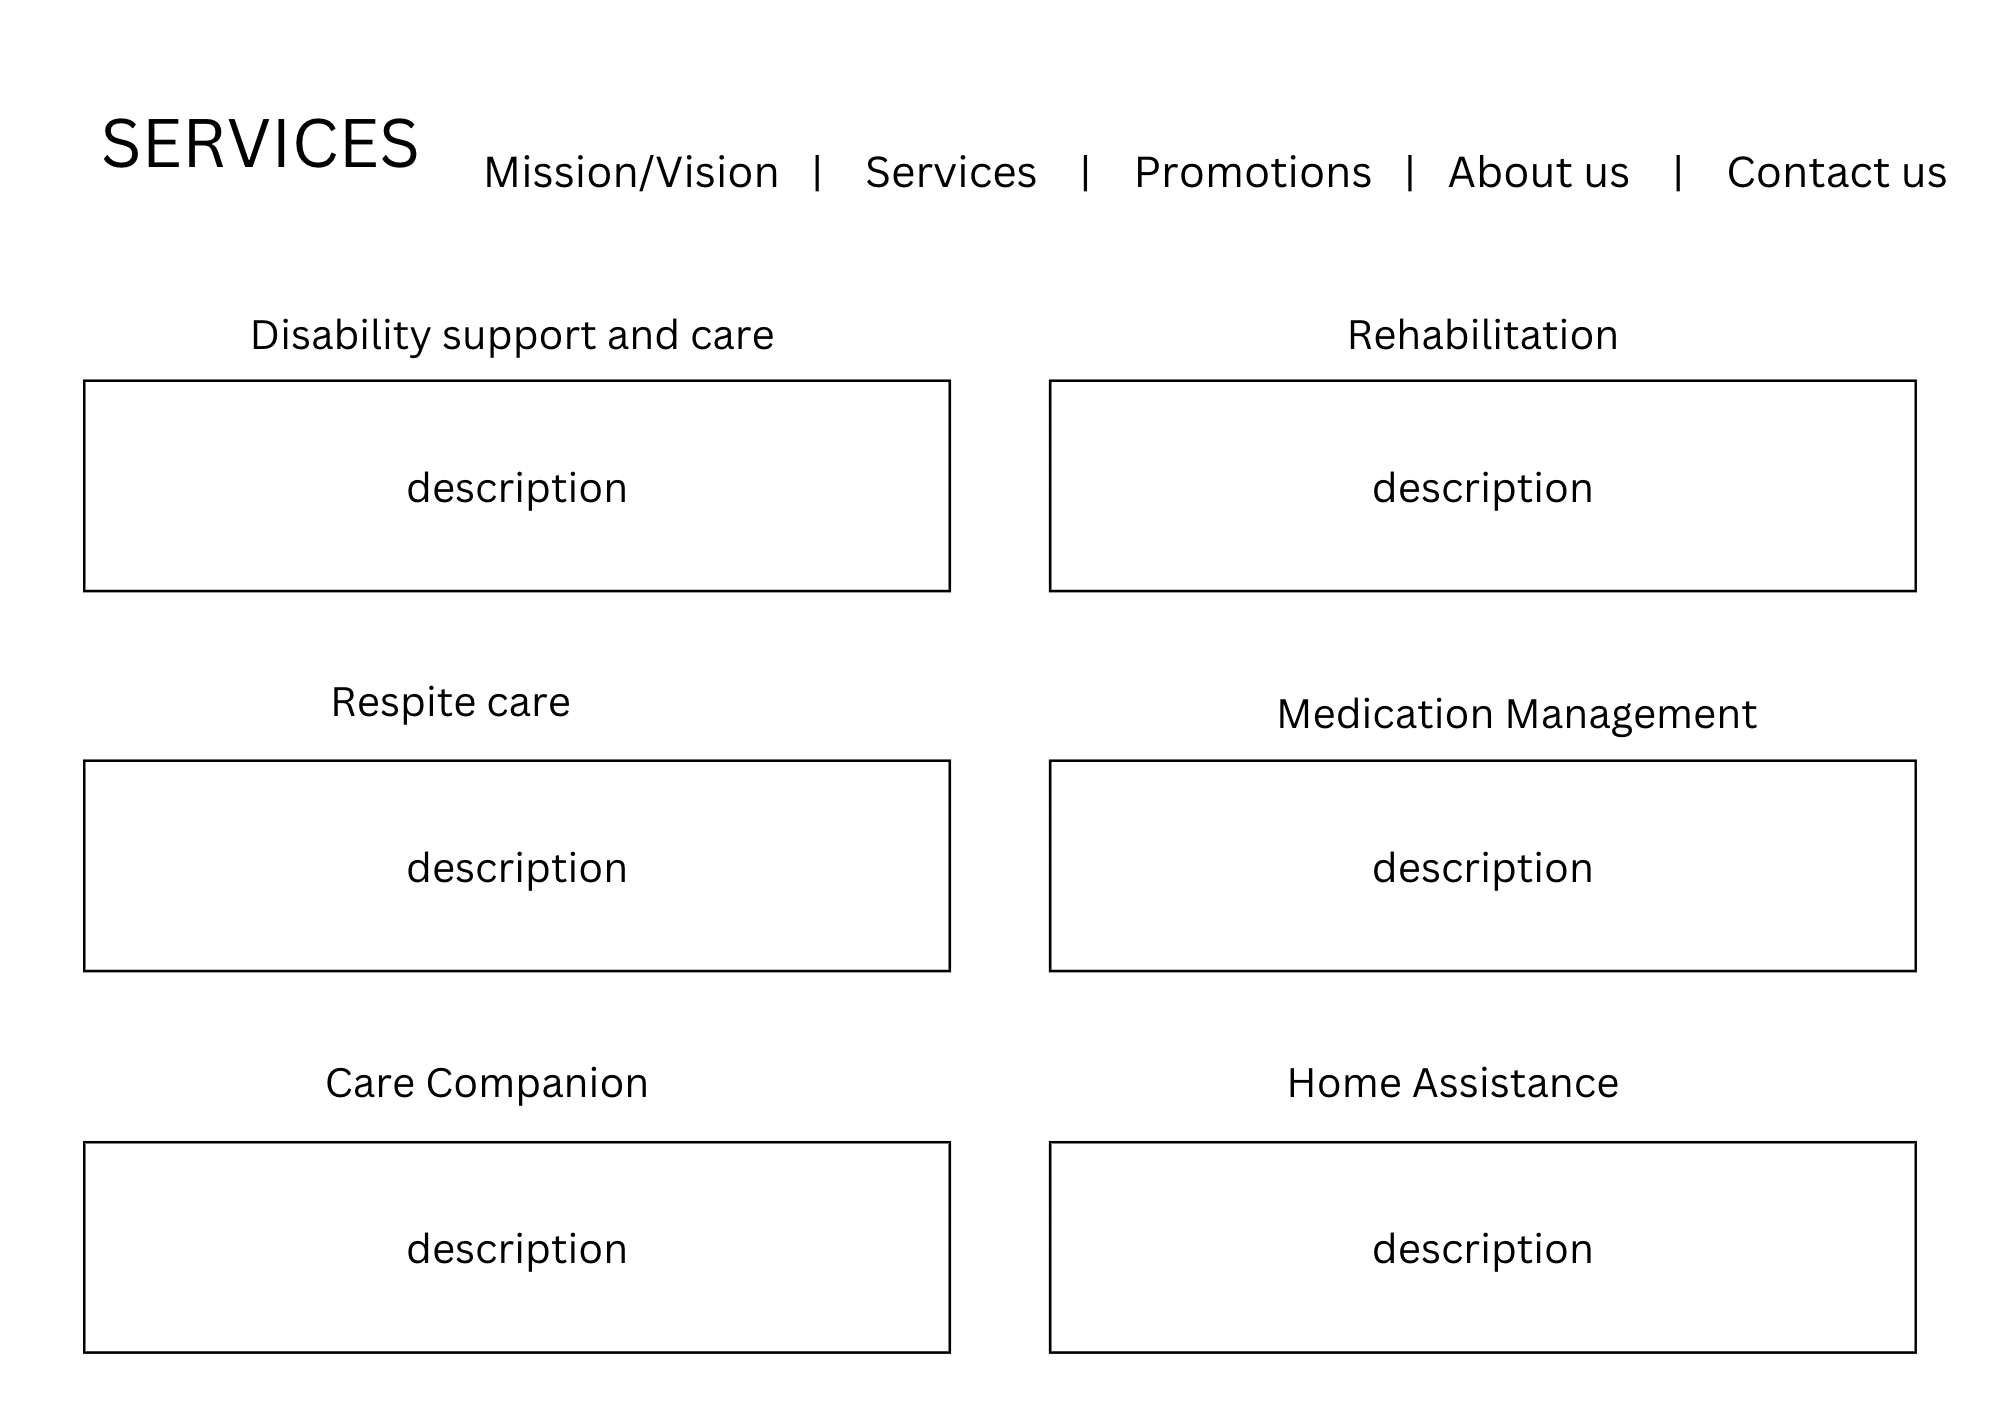 SERVICES
Mission/Vision | Services | Promotions | About us | Contact us
Disability support and care
description
Rehabilitation
description
Respite care
description
Medication Management
description
Care Companion
description
Home Assistance
description